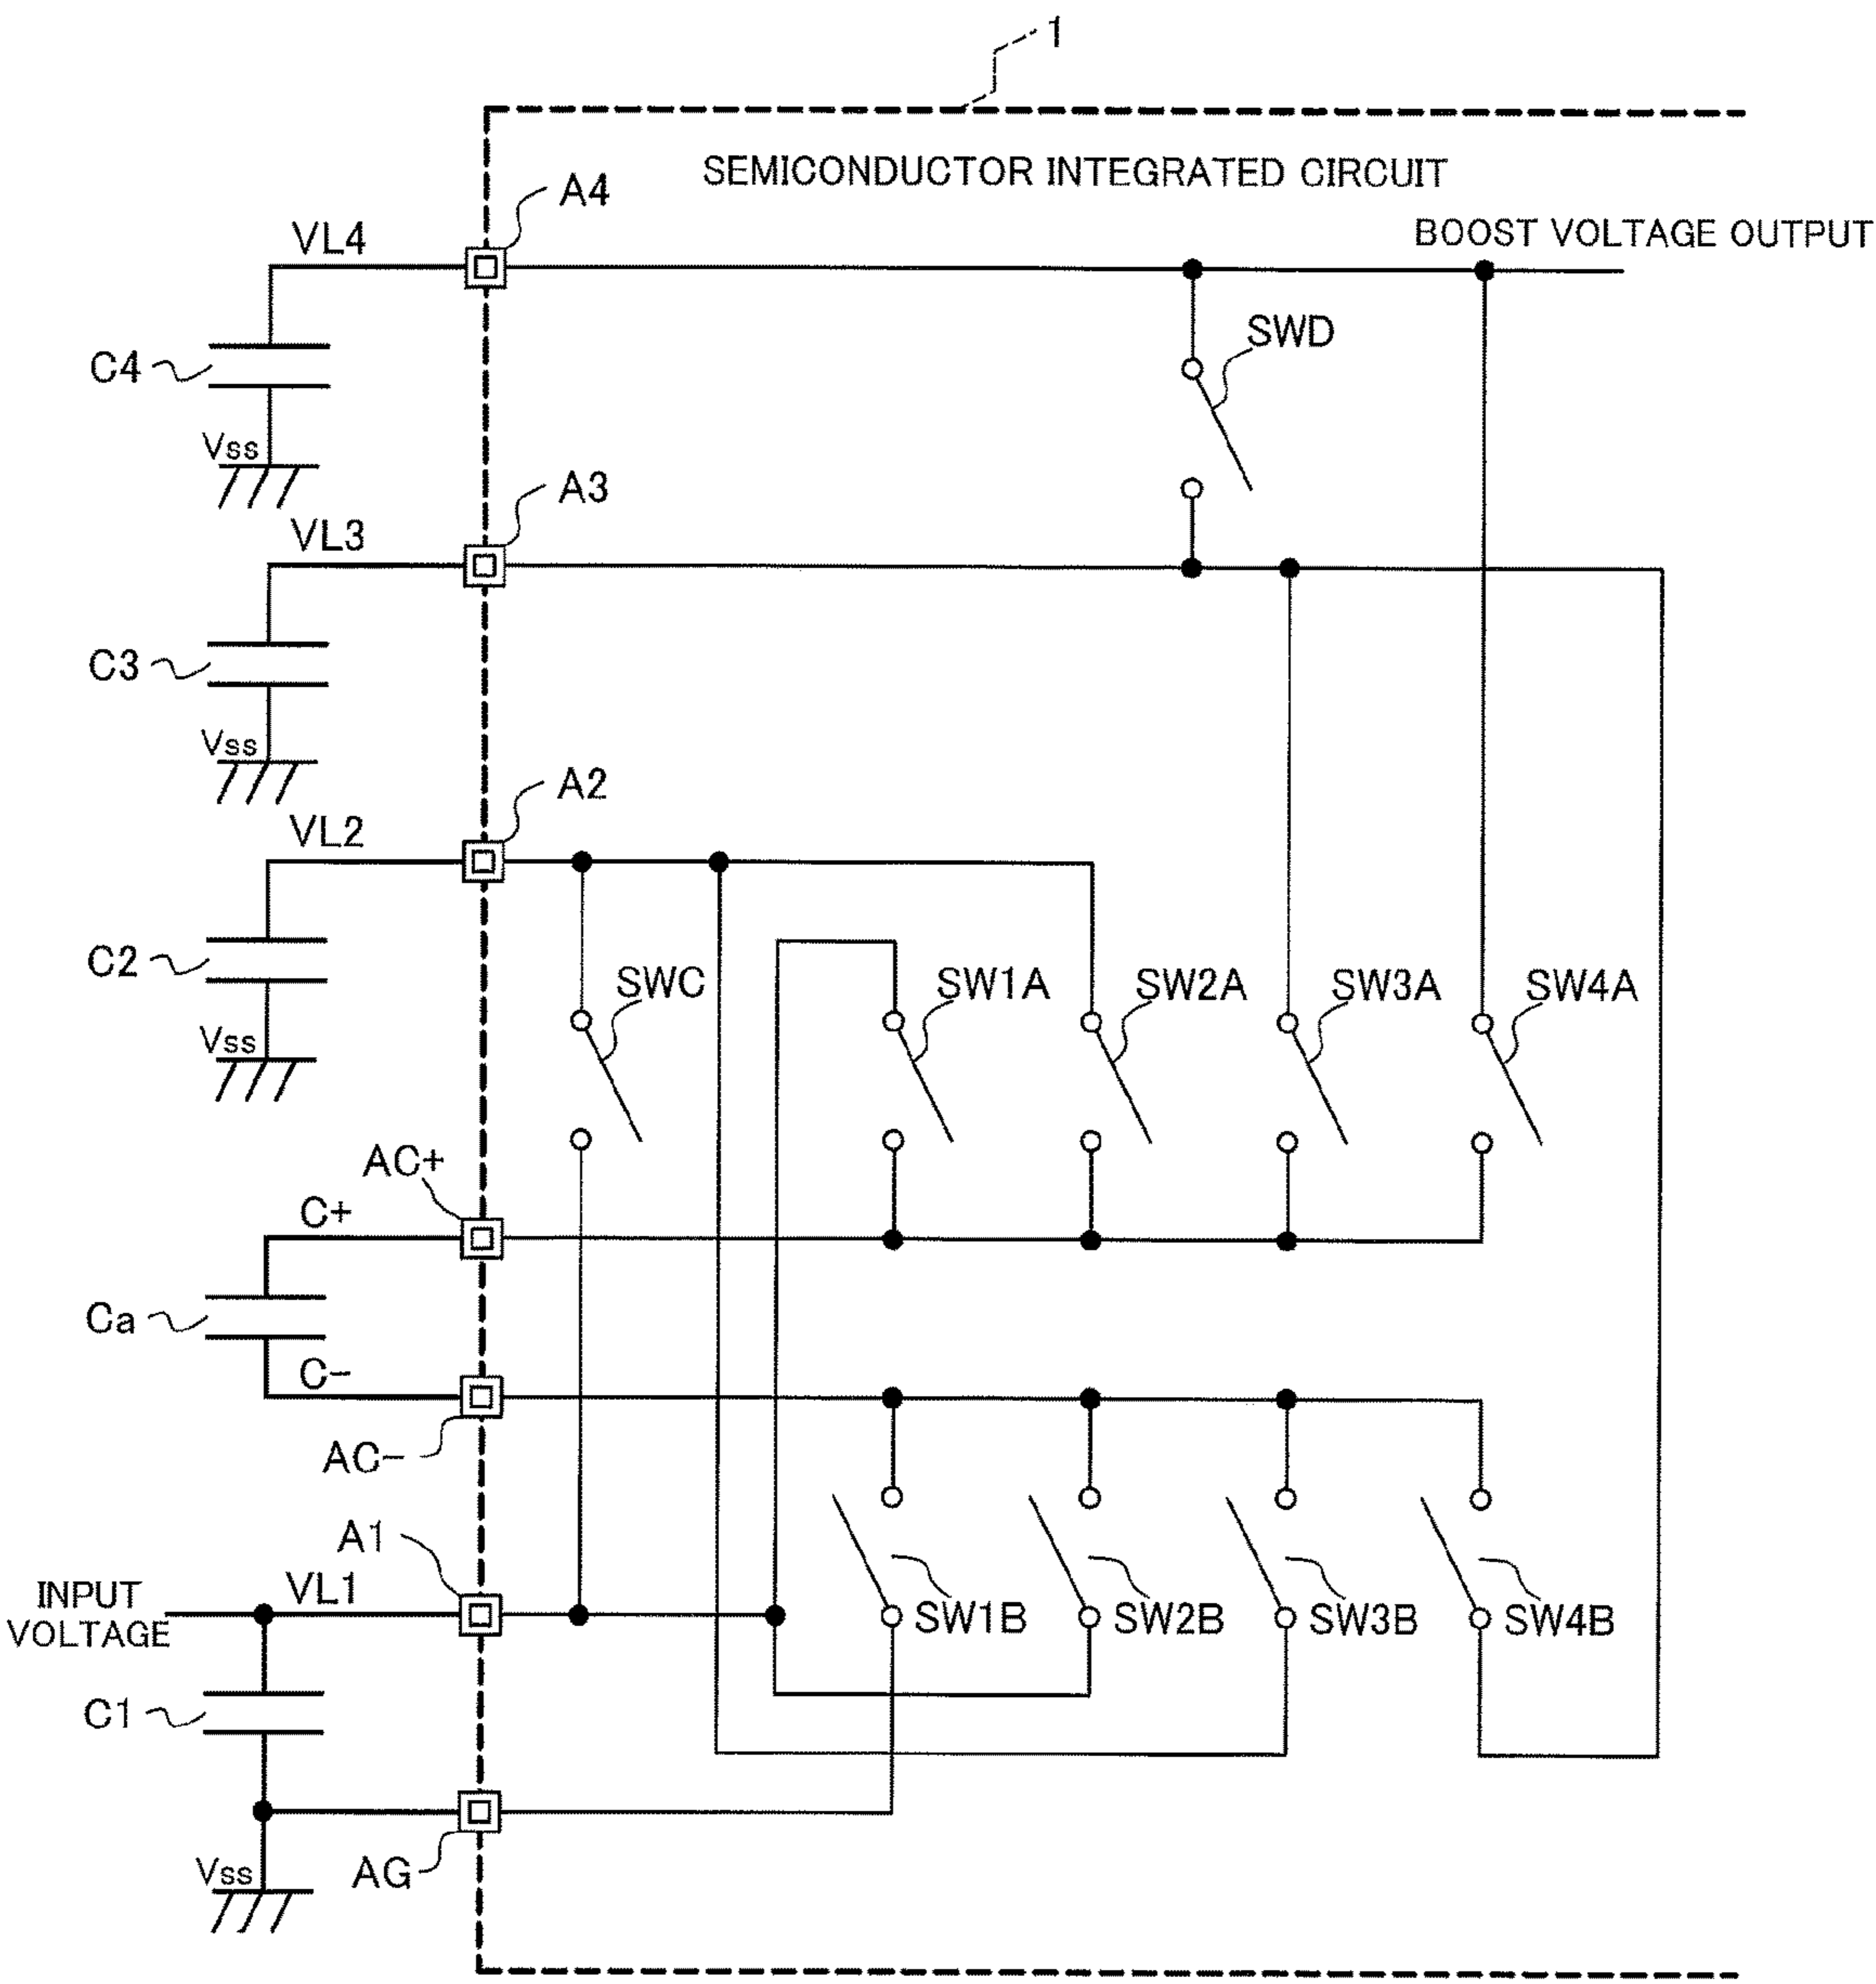 1
SEMICONDUCTOR INTEGRATED CIRCUIT
A4
VL4
BOOST VOLTAGE OUTPUT
SWD
C4
Vss
A3
VL3
C3
Vss
A2
VL2
C2
SWC
SW1A
SW2A
SW3A
SW4A
Vss
AC+
C+
Ca
C-
AC-
A1
INPUT
VOLTAGE
VL1
SW1B
SW2B
SW3B
SW4B
C1
Vss
AG